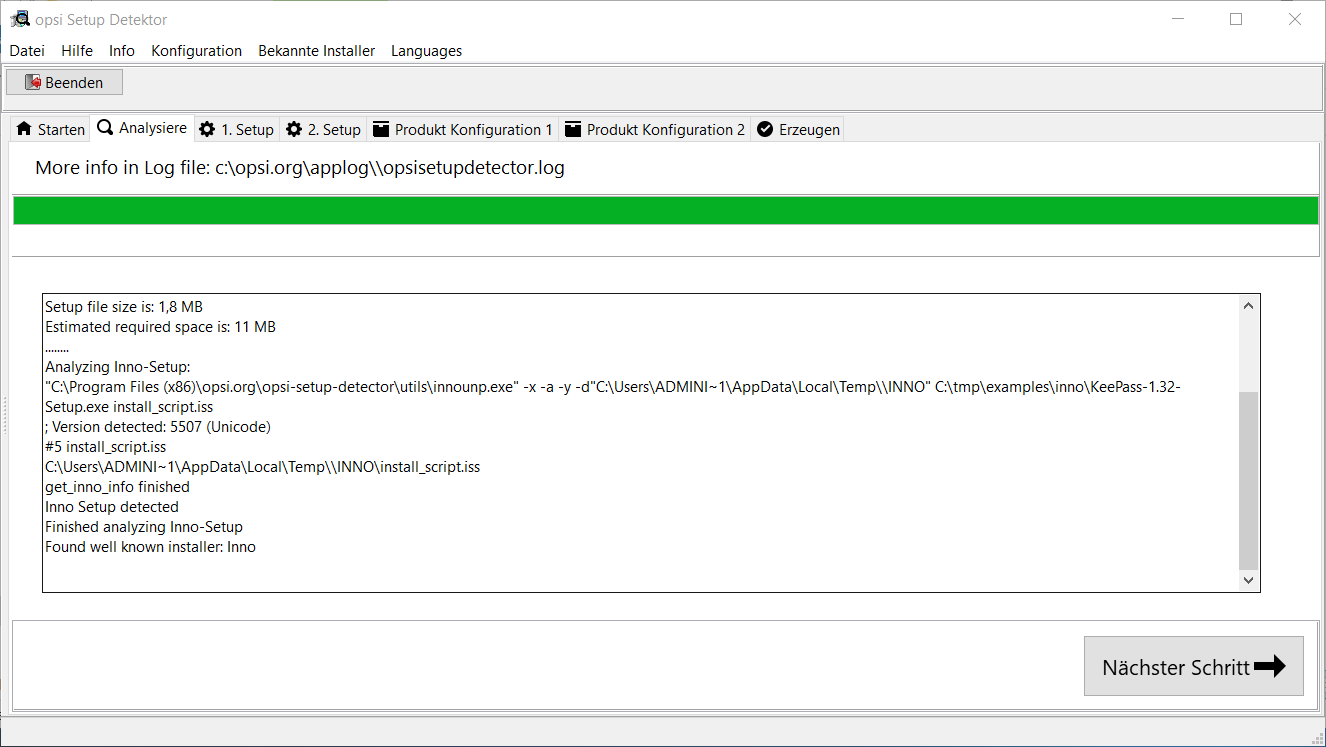 opsi Setup Detektor
Datei Hilfe Info Konfiguration Bekannte Installer Languages
Beenden
Starten Analysiere 1. Setup 2. Setup Produkt Konfiguration 1 Produkt Konfiguration 2 Erzeugen
More info in Log file: c:\opsi.org\applog\\opsisetupdetector.log
Setup file size is: 1,8 MB
Estimated required space is: 11 MB
........
Analyzing Inno-Setup:
"C:\Program Files (x86)\opsi.org\opsi-setup-detector\utils\innounp.exe" -x -a -y -d"C:\Users\ADMINI~1\AppData\Local\Temp\\INNO" C:\tmp\examples\inno\KeePass-1.32-
Setup.exe install_script.iss
; Version detected: 5507 (Unicode)
#5 install_script.iss
C:\Users\ADMINI~1\AppData\Local\Temp\\INNO\install_script.iss
get_inno_info finished
Inno Setup detected
Finished analyzing Inno-Setup
Found well known installer: Inno
Nächster Schritt